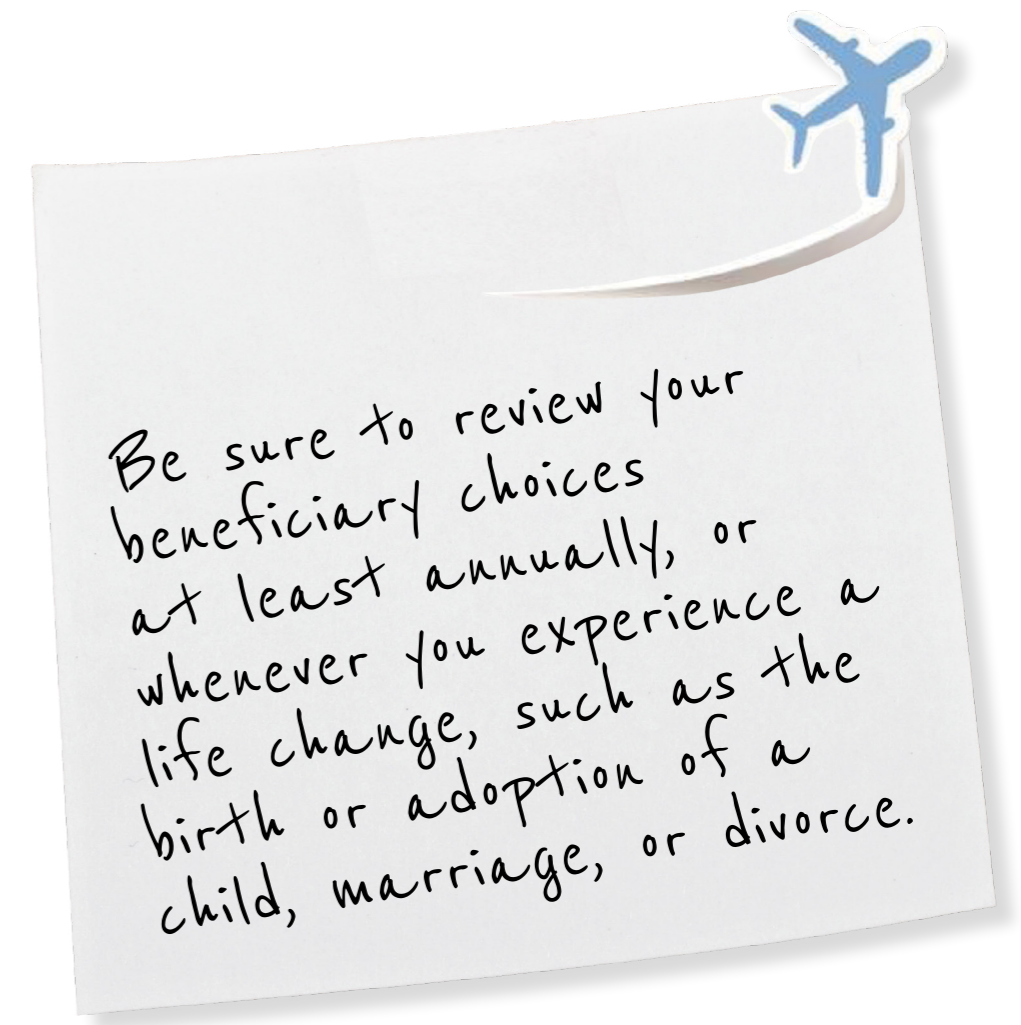 Be sure to review your
beneficiary choices
at least annually, or
whenever you experience a
life change, such as the
birth or adoption of a
child, marriage, or divorce.